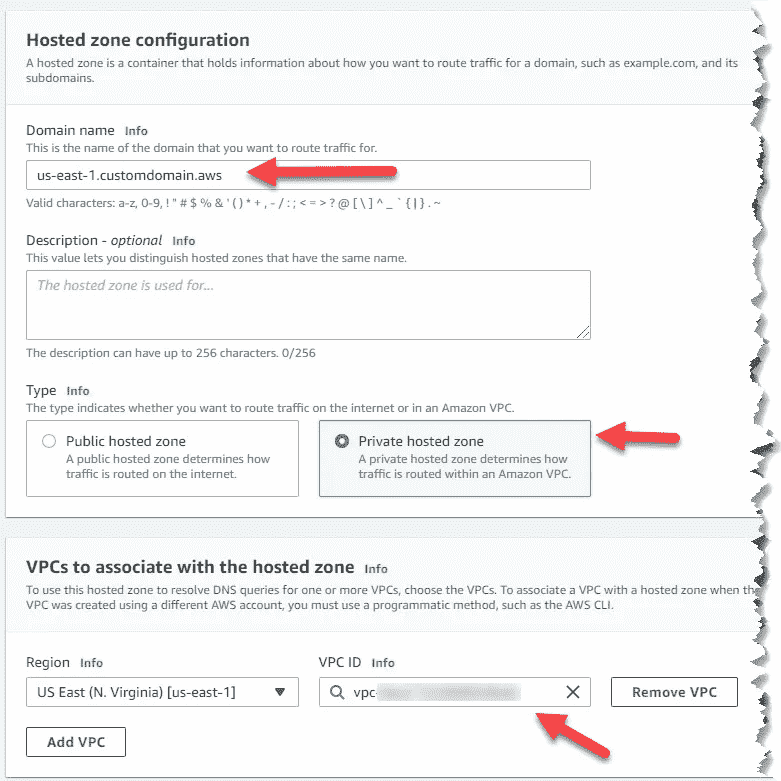 Hosted zone configuration
A hosted zone is a container that holds information about how you want to route traffic for a domain, such as example.com, and its
subdomains.
Domain name Info
This is the name of the domain that you want to route traffic for.
us-east-1.customdomain.aws
Valid characters: a-z, 0-9, ! " # $ % & ' ( ) * + , - / : ; < = > ? @ [ \ ] ^ _ ` { | } . ~
Description - optional Info
This value lets you distinguish hosted zones that have the same name.
The hosted zone is used for...
The description can have up to 256 characters. 0/256
Type Info
The type indicates whether you want to route traffic on the internet or in an Amazon VPC.
Public hosted zone
A public hosted zone determines how
traffic is routed on the internet.
Private hosted zone
A private hosted zone determines how
traffic is routed within an Amazon VPC.
VPCs to associate with the hosted zone Info
To use this hosted zone to resolve DNS queries for one or more VPCs, choose the VPCs. To associate a VPC with a hosted zone when
VPC was created using a different AWS account, you must use a programmatic method, such as the AWS CLI.
Region Info
US East (N. Virginia) [us-east-1]
VPC ID Info
vpc-
Remove VPC
Add VPC